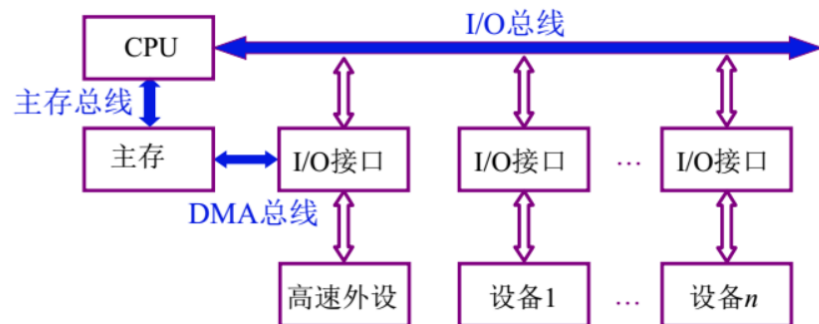 I/O总线
CPU
主存总线
主存
I/O接口
I/O接口
...
I/O接口
DMA总线
高速外设
设备1
...
设备n